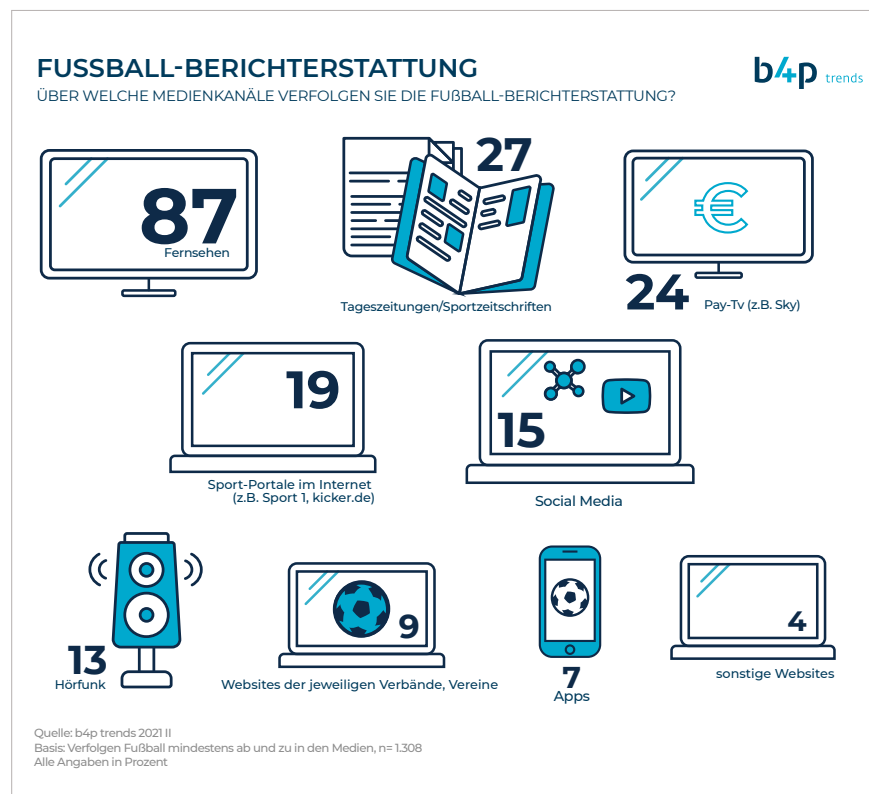 FUSSBALL-BERICHTERSTATTUNG
ÜBER WELCHE MEDIENKANÄLE VERFOLGEN SIE DIE FUßBALL-BERICHTERSTATTUNG?
b4p trends
87
Fernsehen
27
Tageszeitungen/Sportzeitschriften
24
Pay-Tv (z.B. Sky)
19
Sport-Portale im Internet
(z.B. Sport 1, kicker.de)
15
Social Media
13
Hörfunk
9
Websites der jeweiligen Verbände, Vereine
7
Apps
4
sonstige Websites
Quelle: b4p trends 2021 II
Basis: Verfolgen Fußball mindestens ab und zu in den Medien, n= 1.308
Alle Angaben in Prozent